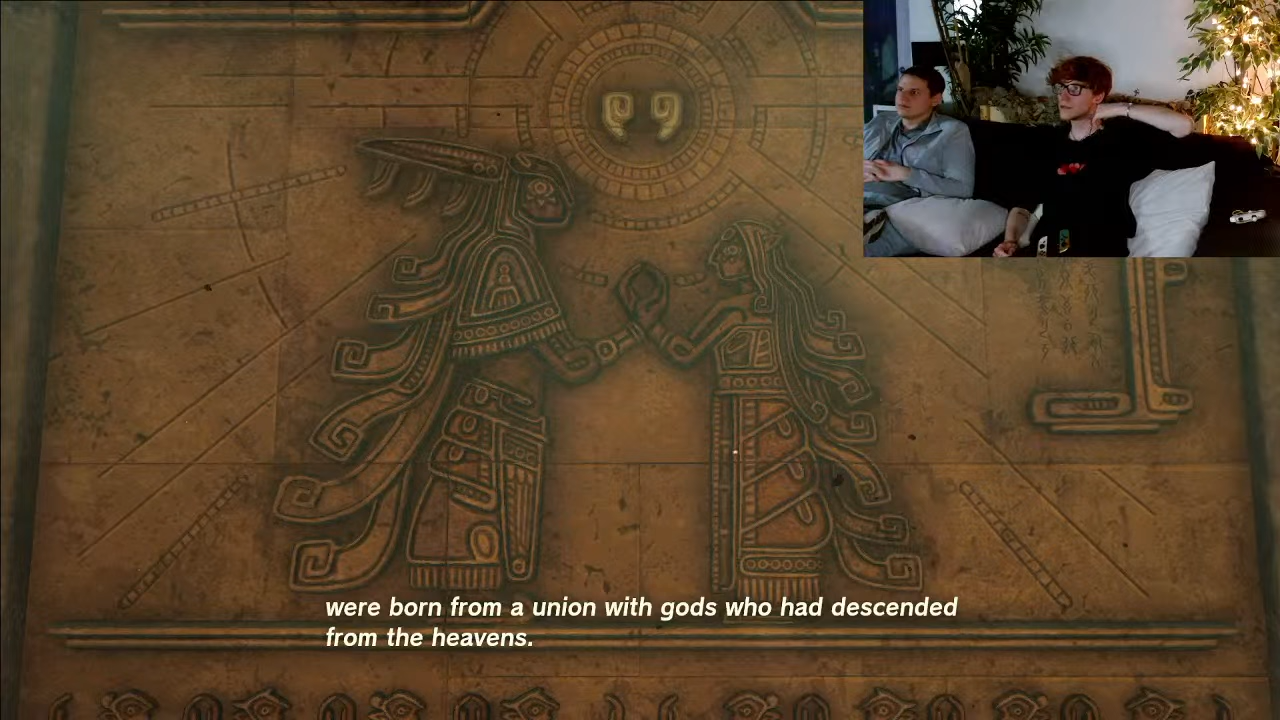 were born from a union with gods who had descended
from the heavens.